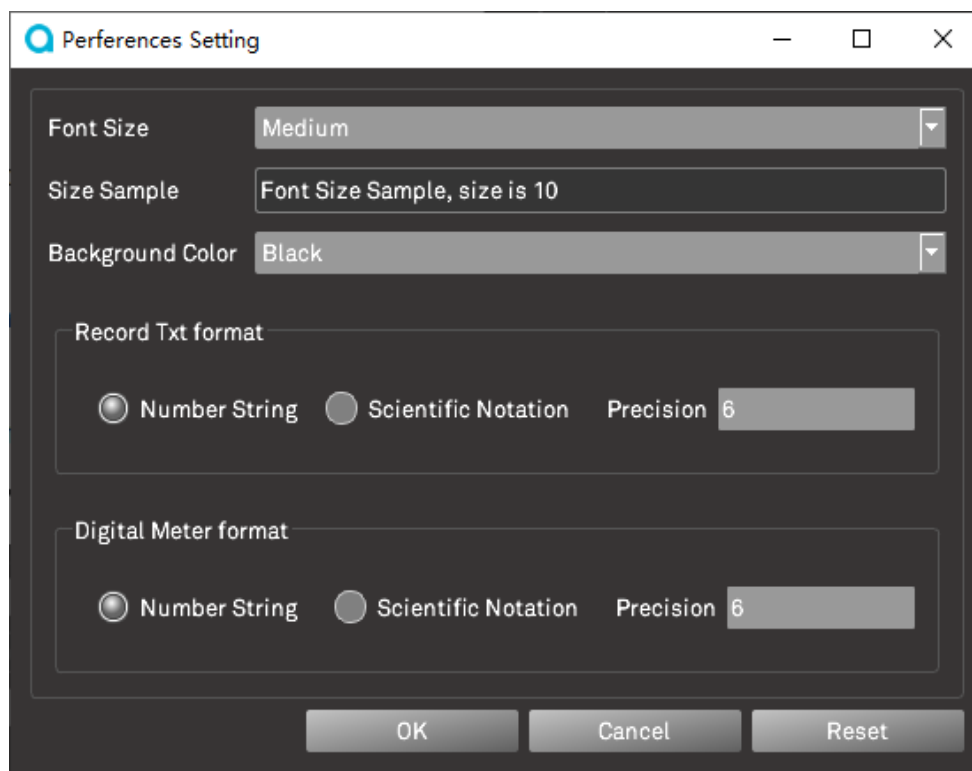 Perferences Setting
Font Size Medium
Size Sample Font Size Sample, size is 10
Background Color Black
Record Txt format
Number String Scientific Notation Precision 6
Digital Meter format
Number String Scientific Notation Precision 6
OK Cancel Reset